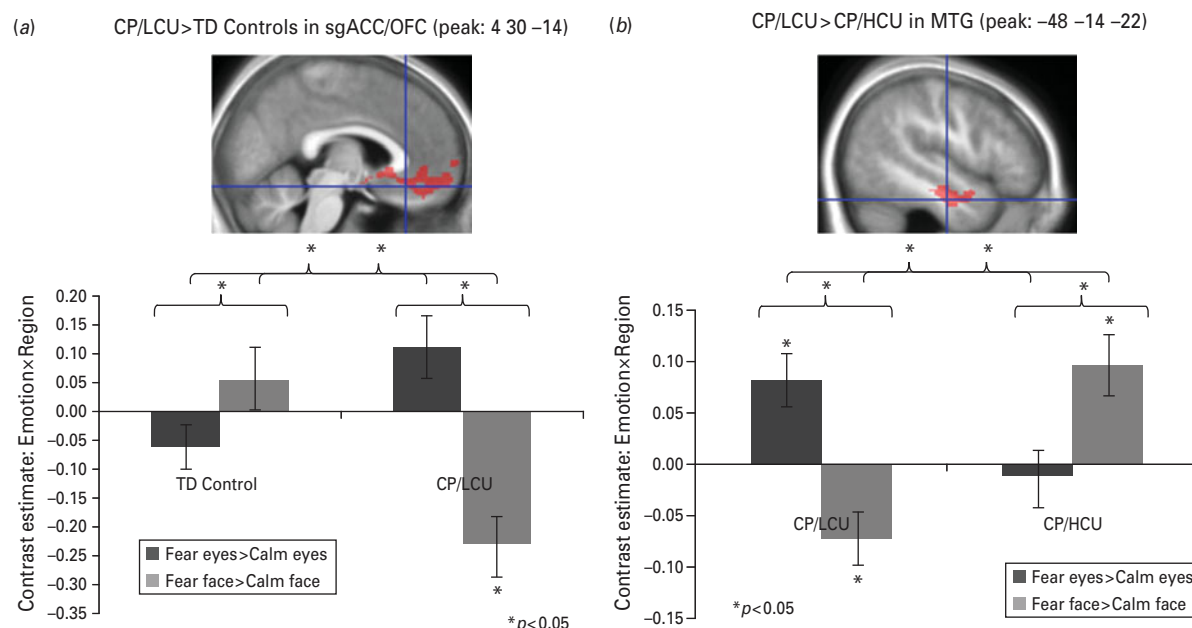 (a)
CP/LCU>TD Controls in sgACC/OFC (peak: 4 30 –14)
*
*
*
*
Contrast estimate: Emotion×Region
0.20
0.15
0.10
0.05
0.00
–0.05
–0.10
–0.15
–0.20
–0.25
–0.30
–0.35
TD Control
CP/LCU
Fear eyes>Calm eyes
Fear face>Calm face
*
*p<0.05
(b)
CP/LCU>CP/HCU in MTG (peak: –48 –14 –22)
*
*
*
*
*
*
Contrast estimate: Emotion×Region
0.15
0.10
0.05
0.00
–0.05
–0.10
–0.15
CP/LCU
CP/HCU
*
*p<0.05
Fear eyes>Calm eyes
Fear face>Calm face